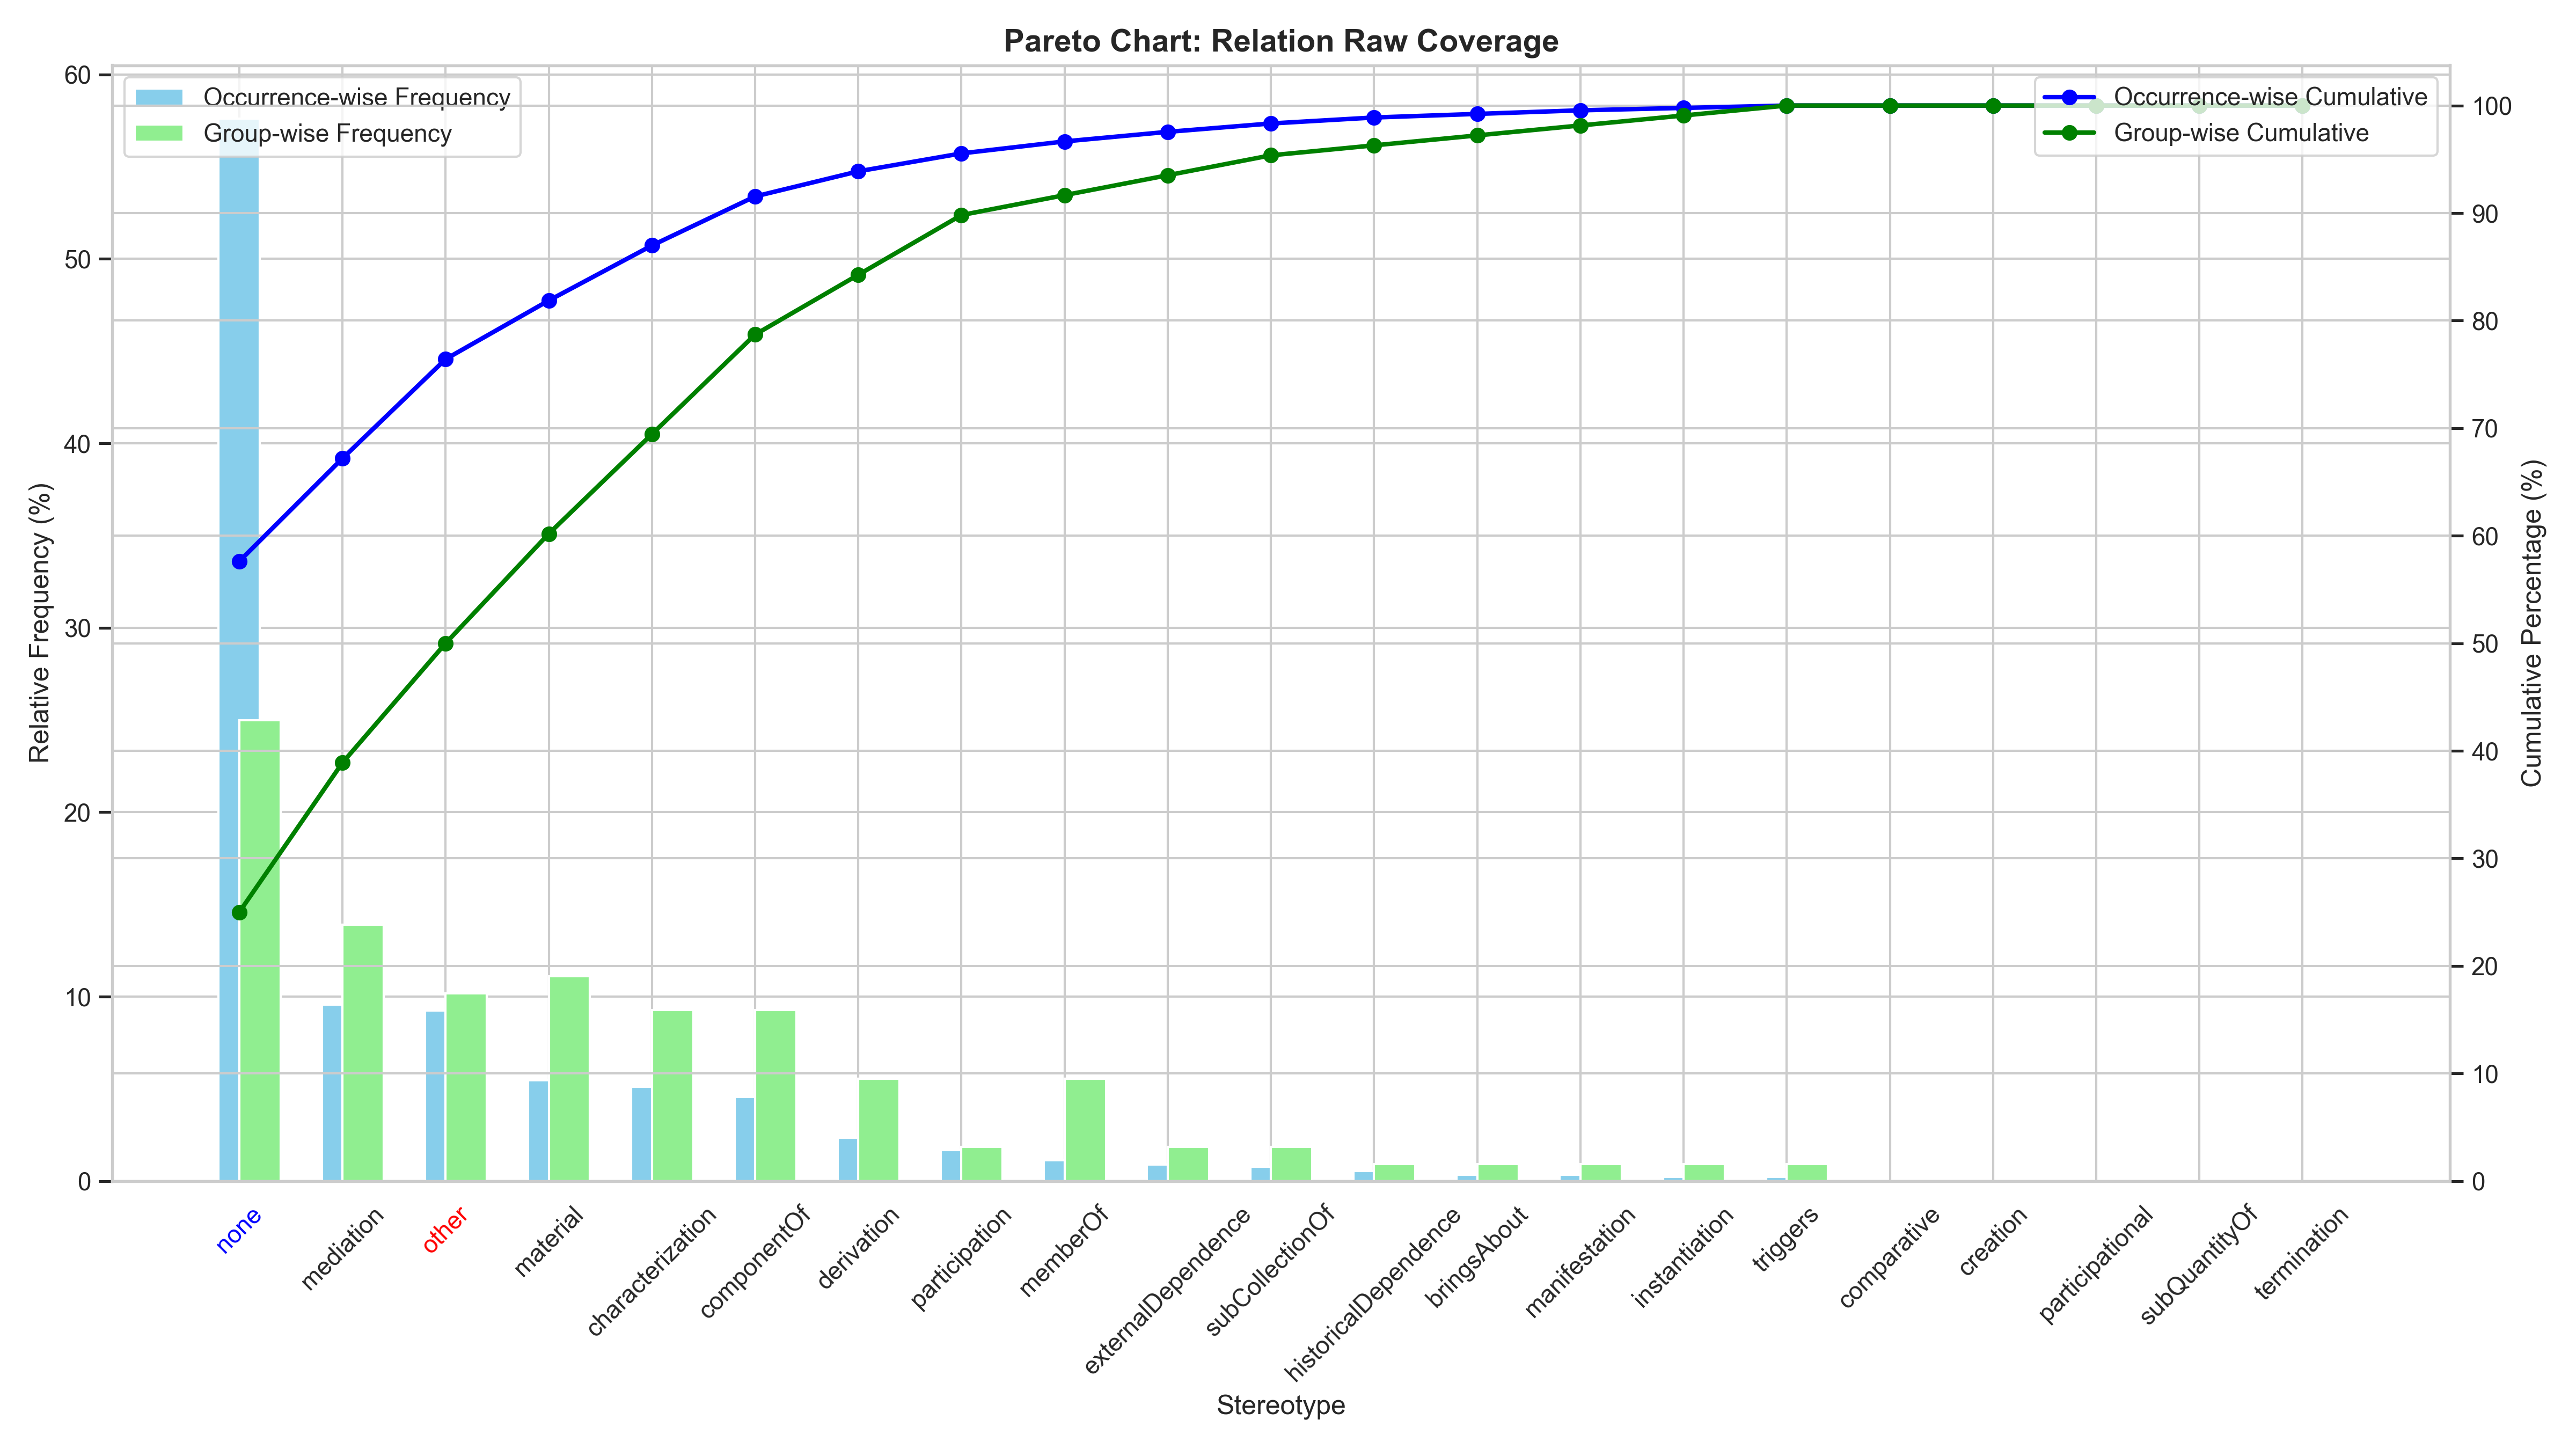 Pareto Chart: Relation Raw Coverage
Occurrence-wise Frequency
Group-wise Frequency
Occurrence-wise Cumulative
Group-wise Cumulative
Relative Frequency (%)
60
50
40
30
20
10
0
Cumulative Percentage (%)
100
90
80
70
60
50
40
30
20
10
0
none
mediation
other
material
characterization
componentOf
derivation
participation
memberOf
externalDependence
subCollectionOf
historicalDependence
bringsAbout
manifestation
instantiation
triggers
comparative
creation
participational
subQuantityOf
termination
Stereotype